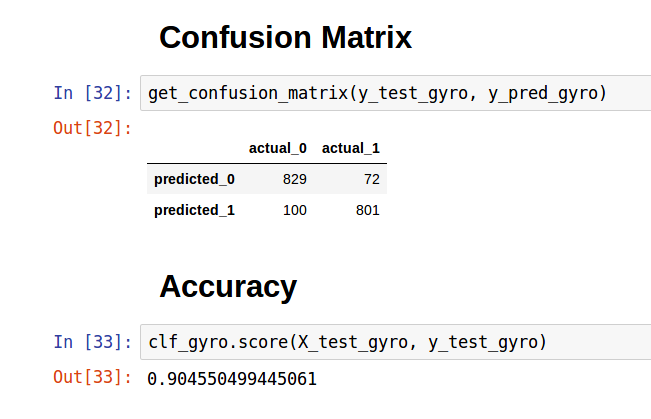 Confusion Matrix
In [32]: get_confusion_matrix(y_test_gyro, y_pred_gyro)
Out[32]:
actual_0 actual_1
predicted_0 829 72
predicted_1 100 801
Accuracy
In [33]: clf_gyro.score(X_test_gyro, y_test_gyro)
Out[33]: 0.904550499445061